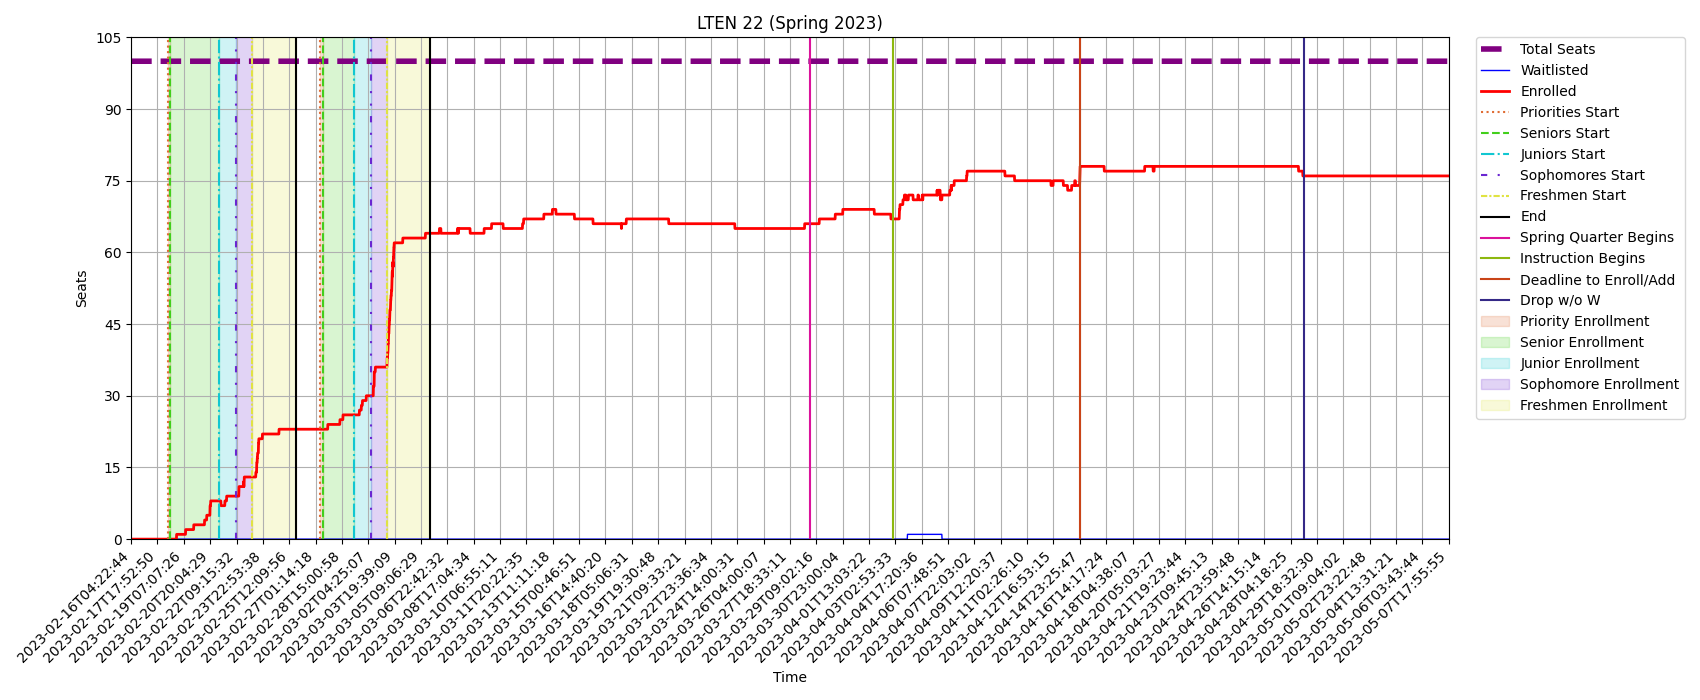 LTEN 22 (Spring 2023)
105
90
75
60
45
30
15
0
Seats
2023-02-16T04:22:44
2023-02-17T17:52:50
2023-02-19T07:07:26
2023-02-20T20:04:29
2023-02-22T09:15:32
2023-02-23T22:53:38
2023-02-25T12:09:56
2023-02-27T01:14:18
2023-02-28T15:00:58
2023-03-02T04:25:07
2023-03-03T19:39:09
2023-03-05T09:06:29
2023-03-06T22:42:32
2023-03-08T17:04:34
2023-03-10T06:55:11
2023-03-11T20:22:35
2023-03-13T11:11:18
2023-03-15T00:46:51
2023-03-16T14:40:20
2023-03-18T05:06:31
2023-03-19T19:30:48
2023-03-21T09:33:21
2023-03-22T23:36:34
2023-03-24T14:00:31
2023-03-26T04:00:07
2023-03-27T18:33:11
2023-03-29T09:02:16
2023-03-30T23:00:04
2023-04-01T13:03:22
2023-04-03T02:53:33
2023-04-04T17:20:36
2023-04-06T07:48:51
2023-04-07T22:03:02
2023-04-09T12:20:37
2023-04-11T02:26:10
2023-04-12T16:53:15
2023-04-14T23:25:47
2023-04-16T14:17:24
2023-04-18T04:38:07
2023-04-20T05:03:27
2023-04-21T19:23:44
2023-04-23T09:45:13
2023-04-24T23:59:48
2023-04-26T14:15:14
2023-04-28T04:18:25
2023-04-29T18:32:30
2023-05-01T09:04:02
2023-05-02T23:22:48
2023-05-04T13:31:21
2023-05-06T03:43:44
2023-05-07T17:55:55
Time
Total Seats
Waitlisted
Enrolled
Priorities Start
Seniors Start
Juniors Start
Sophomores Start
Freshmen Start
End
Spring Quarter Begins
Instruction Begins
Deadline to Enroll/Add
Drop w/o W
Priority Enrollment
Senior Enrollment
Junior Enrollment
Sophomore Enrollment
Freshmen Enrollment